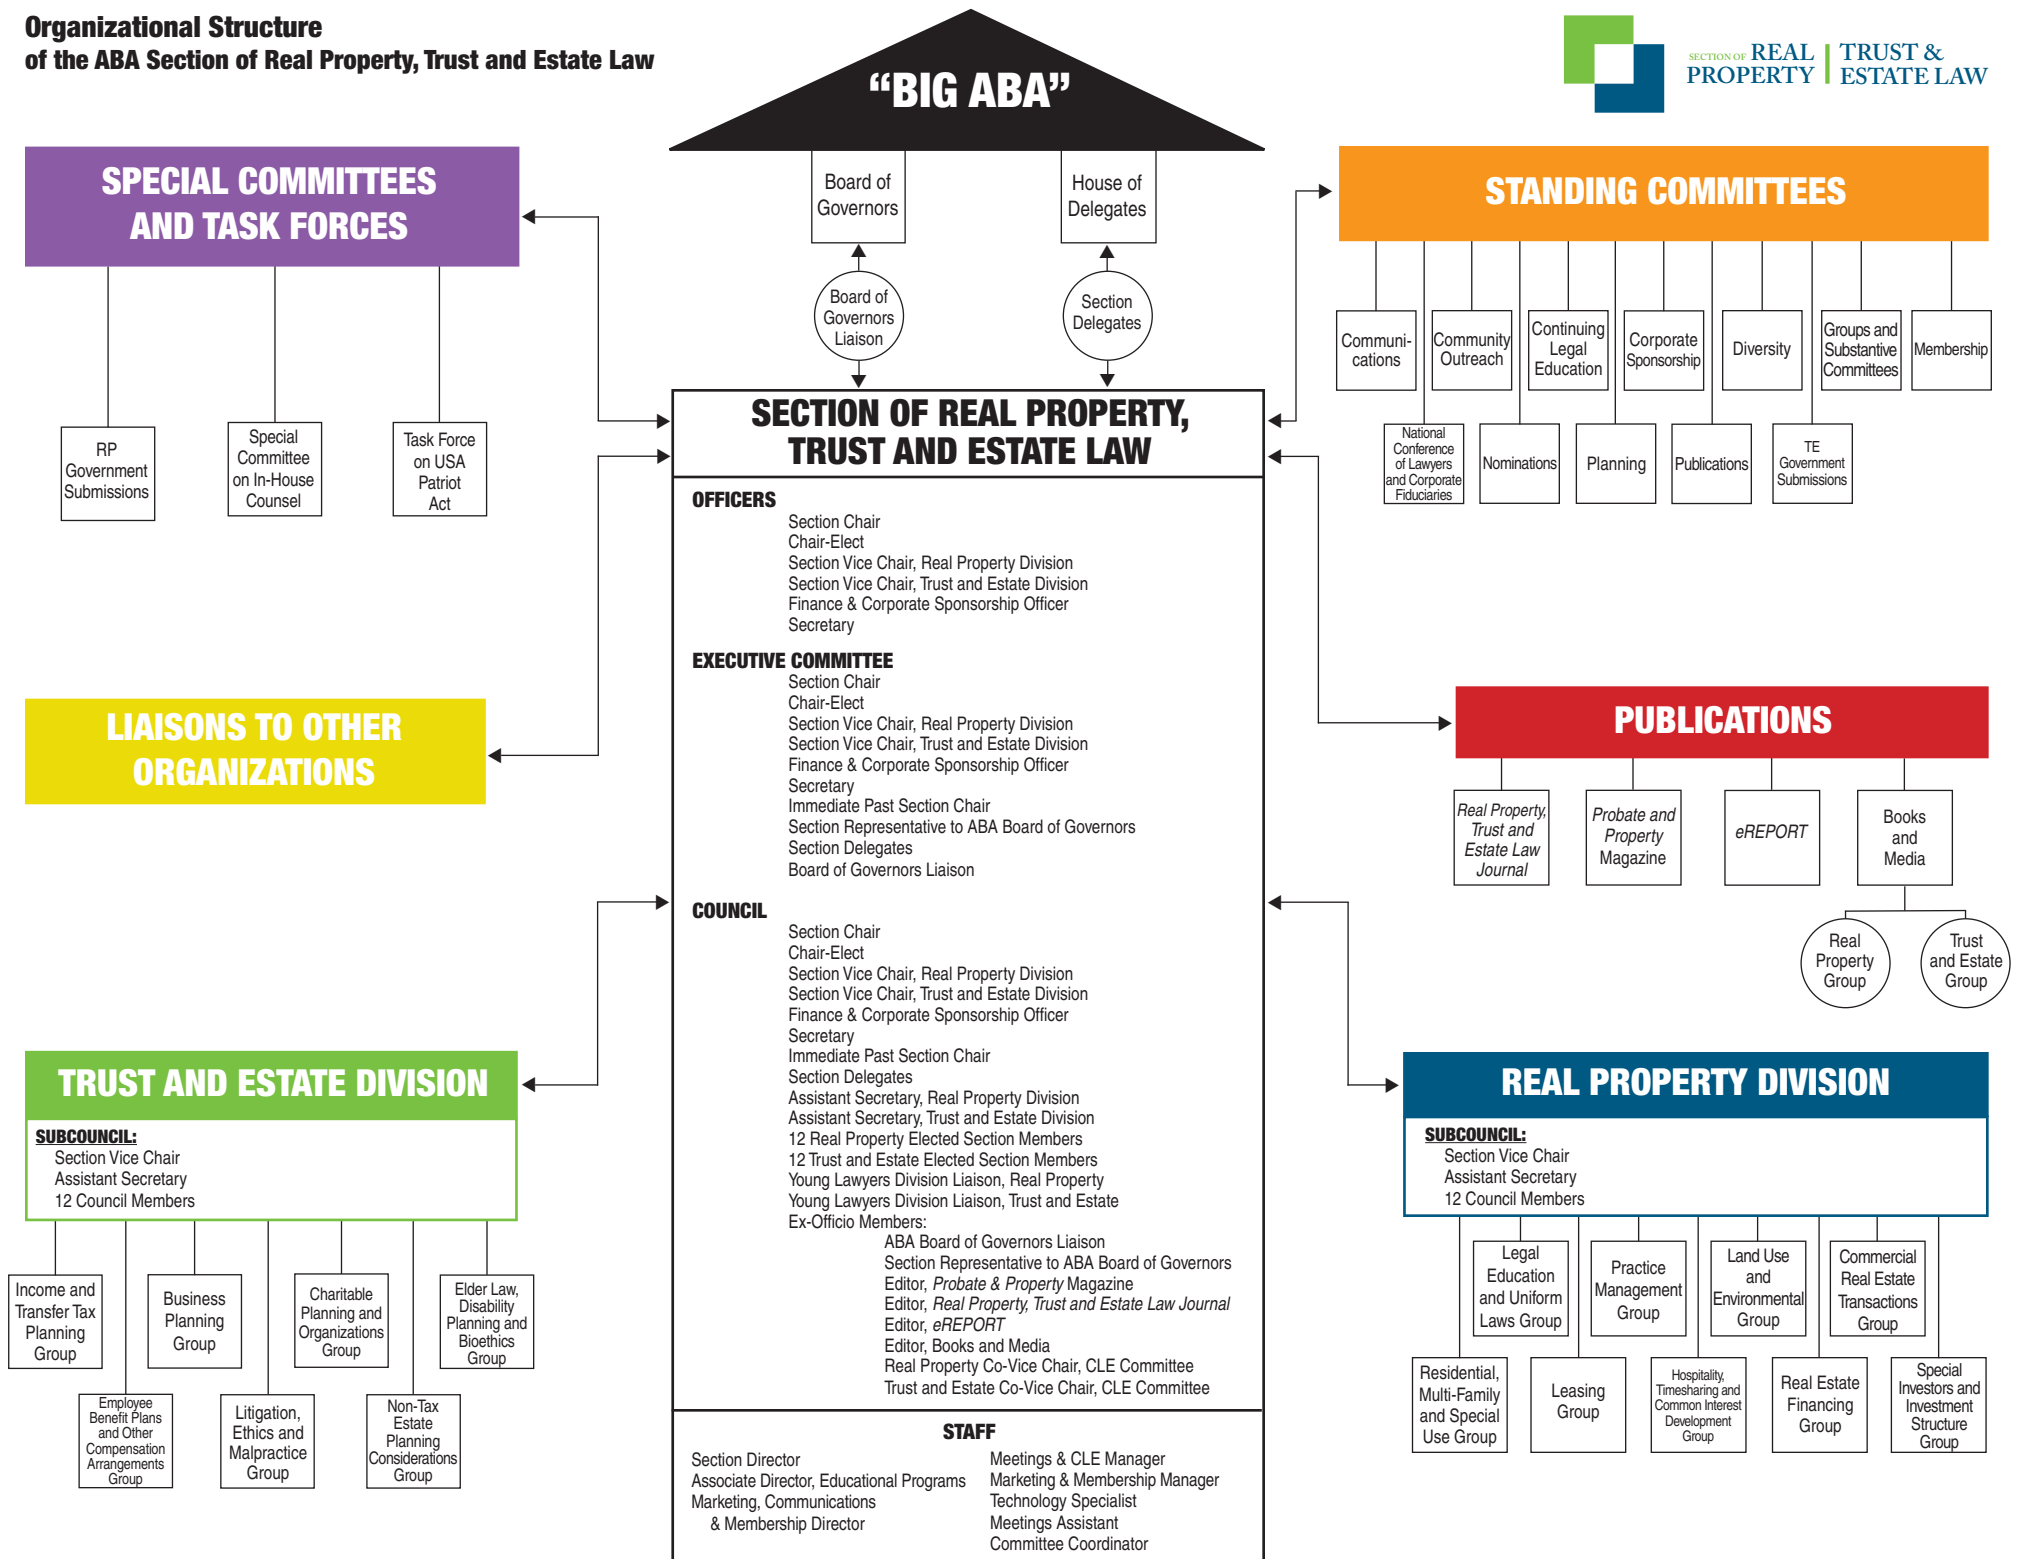 Organizational Structure
of the ABA Section of Real Property, Trust and Estate Law
“BIG ABA”
SECTION OF REAL
PROPERTY
TRUST &
ESTATE LAW
Board of
Governors
House of
Delegates
Board of
Governors
Liaison
Section
Delegates
SPECIAL COMMITTEES
AND TASK FORCES
RP
Government
Submissions
Special
Committee
on In-House
Counsel
Task Force
on USA
Patriot
Act
STANDING COMMITTEES
Communi-
cations
Community
Outreach
Continuing
Legal
Education
Corporate
Sponsorship
Diversity
Groups and
Substantive
Committees
Membership
National
Conference
of Lawyers
and Corporate
Fiduciaries
Nominations
Planning
Publications
TE
Government
Submissions
LIAISONS TO OTHER
ORGANIZATIONS
SECTION OF REAL PROPERTY,
TRUST AND ESTATE LAW
OFFICERS
Section Chair
Chair-Elect
Section Vice Chair, Real Property Division
Section Vice Chair, Trust and Estate Division
Finance & Corporate Sponsorship Officer
Secretary
EXECUTIVE COMMITTEE
Section Chair
Chair-Elect
Section Vice Chair, Real Property Division
Section Vice Chair, Trust and Estate Division
Finance & Corporate Sponsorship Officer
Secretary
Immediate Past Section Chair
Section Representative to ABA Board of Governors
Section Delegates
Board of Governors Liaison
COUNCIL
Section Chair
Chair-Elect
Section Vice Chair, Real Property Division
Section Vice Chair, Trust and Estate Division
Finance & Corporate Sponsorship Officer
Secretary
Immediate Past Section Chair
Section Delegates
Assistant Secretary, Real Property Division
Assistant Secretary, Trust and Estate Division
12 Real Property Elected Section Members
12 Trust and Estate Elected Section Members
Young Lawyers Division Liaison, Real Property
Young Lawyers Division Liaison, Trust and Estate
Ex-Officio Members:
ABA Board of Governors Liaison
Section Representative to ABA Board of Governors
Editor, Probate & Property Magazine
Editor, Real Property, Trust and Estate Law Journal
Editor, eREPORT
Editor, Books and Media
Real Property Co-Vice Chair, CLE Committee
Trust and Estate Co-Vice Chair, CLE Committee
STAFF
Section Director
Associate Director, Educational Programs
Marketing, Communications
& Membership Director
Meetings & CLE Manager
Marketing & Membership Manager
Technology Specialist
Meetings Assistant
Committee Coordinator
PUBLICATIONS
Real Property,
Trust and
Estate Law
Journal
Probate and
Property
Magazine
eREPORT
Books
and
Media
Real
Property
Group
Trust
and Estate
Group
TRUST AND ESTATE DIVISION
SUBCOUNCIL:
Section Vice Chair
Assistant Secretary
12 Council Members
Income and
Transfer Tax
Planning
Group
Business
Planning
Group
Charitable
Planning and
Organizations
Group
Elder Law,
Disability
Planning and
Bioethics
Group
Employee
Benefit Plans
and Other
Compensation
Arrangements
Group
Litigation,
Ethics and
Malpractice
Group
Non-Tax
Estate
Planning
Considerations
Group
REAL PROPERTY DIVISION
SUBCOUNCIL:
Section Vice Chair
Assistant Secretary
12 Council Members
Legal
Education
and Uniform
Laws Group
Practice
Management
Group
Land Use
and
Environmental
Group
Commercial
Real Estate
Transactions
Group
Residential,
Multi-Family
and Special
Use Group
Leasing
Group
Hospitality,
Timesharing and
Common Interest
Development
Group
Real Estate
Financing
Group
Special
Investors and
Investment
Structure
Group